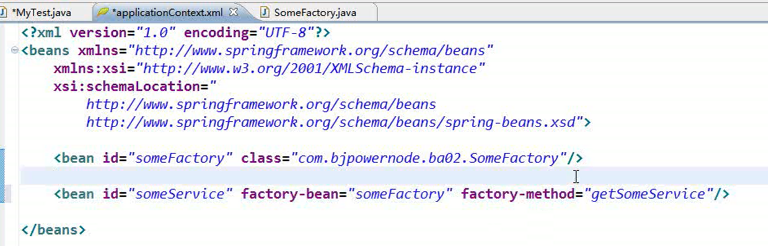 *MyTest.java *applicationContext.xml SomeFactory.java
<?xml version="1.0" encoding="UTF-8"?>
<beans xmlns="http://www.springframework.org/schema/beans"
xmlns:xsi="http://www.w3.org/2001/XMLSchema-instance"
xsi:schemaLocation="
http://www.springframework.org/schema/beans
http://www.springframework.org/schema/beans/spring-beans.xsd">
<bean id="someFactory" class="com.bjpowernode.ba02.SomeFactory"/>
<bean id="someService" factory-bean="someFactory" factory-method="getSomeService"/>
</beans>